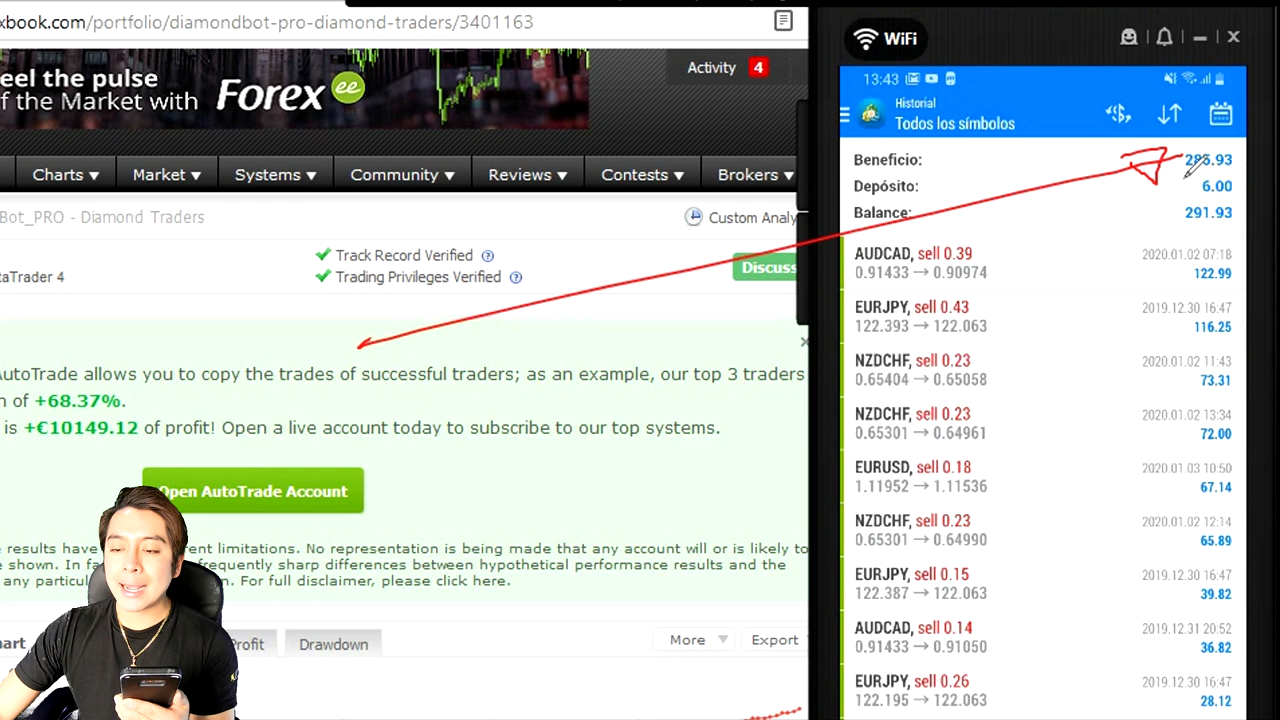 xbook.com/portfolio/diamondbot-pro-diamond-traders/3401163
eel the pulse
f the Market with
Forex ee
Activity 4
Charts
Market
Systems
Community
Reviews
Contests
Brokers
Bot_PRO - Diamond Traders
Custom Analy
taTrader 4
Track Record Verified
Trading Privileges Verified
Discuss
AutoTrade allows you to copy the trades of successful traders; as an example, our top 3 traders
n of +68.37%.
is +€10149.12 of profit! Open a live account today to subscribe to our top systems.
Open AutoTrade Account
results have rent limitations. No representation is being made that any account will or is likely to
shown. In fa frequently sharp differences between hypothetical performance results and the
any particul n. For full disclaimer, please click here.
hart
rofit
Drawdown
More
Export
WiFi
13:43
Historial
Todos los símbolos
Beneficio: 285.93
Depósito: 6.00
Balance: 291.93
AUDCAD, sell 0.39 2020.01.02 07:18
0.91433 → 0.90974 122.99
EURJPY, sell 0.43 2019.12.30 16:47
122.393 → 122.063 116.25
NZDCHF, sell 0.23 2020.01.02 11:43
0.65404 → 0.65058 73.31
NZDCHF, sell 0.23 2020.01.02 13:34
0.65301 → 0.64961 72.00
EURUSD, sell 0.18 2020.01.03 10:50
1.11952 → 1.11536 67.14
NZDCHF, sell 0.23 2020.01.02 12:14
0.65301 → 0.64990 65.89
EURJPY, sell 0.15 2019.12.30 16:47
122.387 → 122.063 39.82
AUDCAD, sell 0.14 2019.12.31 20:52
0.91433 → 0.91050 36.82
EURJPY, sell 0.26 2019.12.30 16:47
122.195 → 122.063 28.12